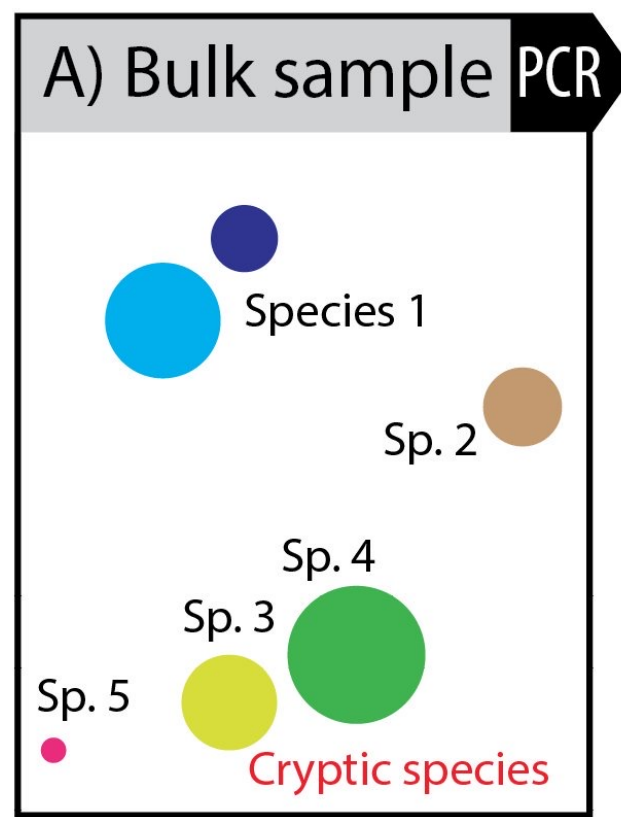 A) Bulk sample PCR
Species 1
Sp. 2
Sp. 4
Sp. 3
Sp. 5
Cryptic species